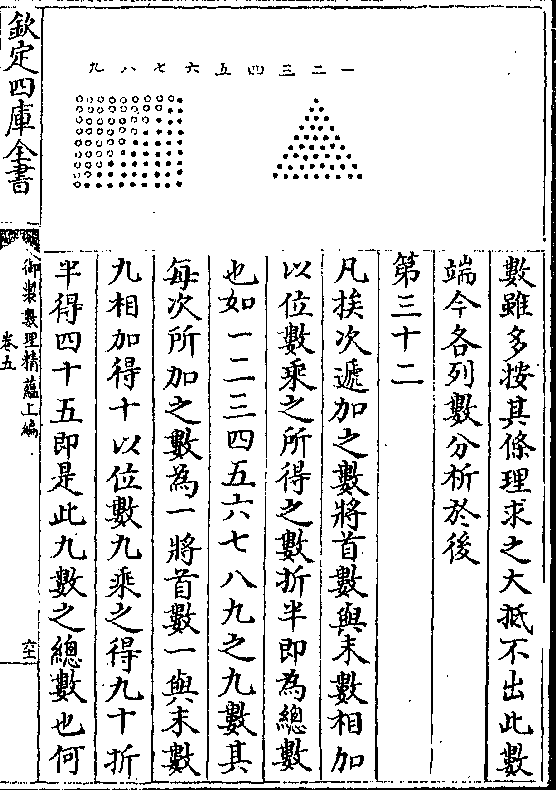 數雖多按其條理求之大抵不出此數
端今各列數分析於後
第三十二
凡挨次遞加之數將首數與末數相加
以位數乘之所得之數折半即為總數
也如一二三四五六七八九之九數其
每次所加之數為一將首數一與末數
九相加得十以位數九乘之得九十折
半得四十五即是此九數之總數也何
一二三四五六七八九
欽定四庫全書
御製數理精蘊上編
卷五